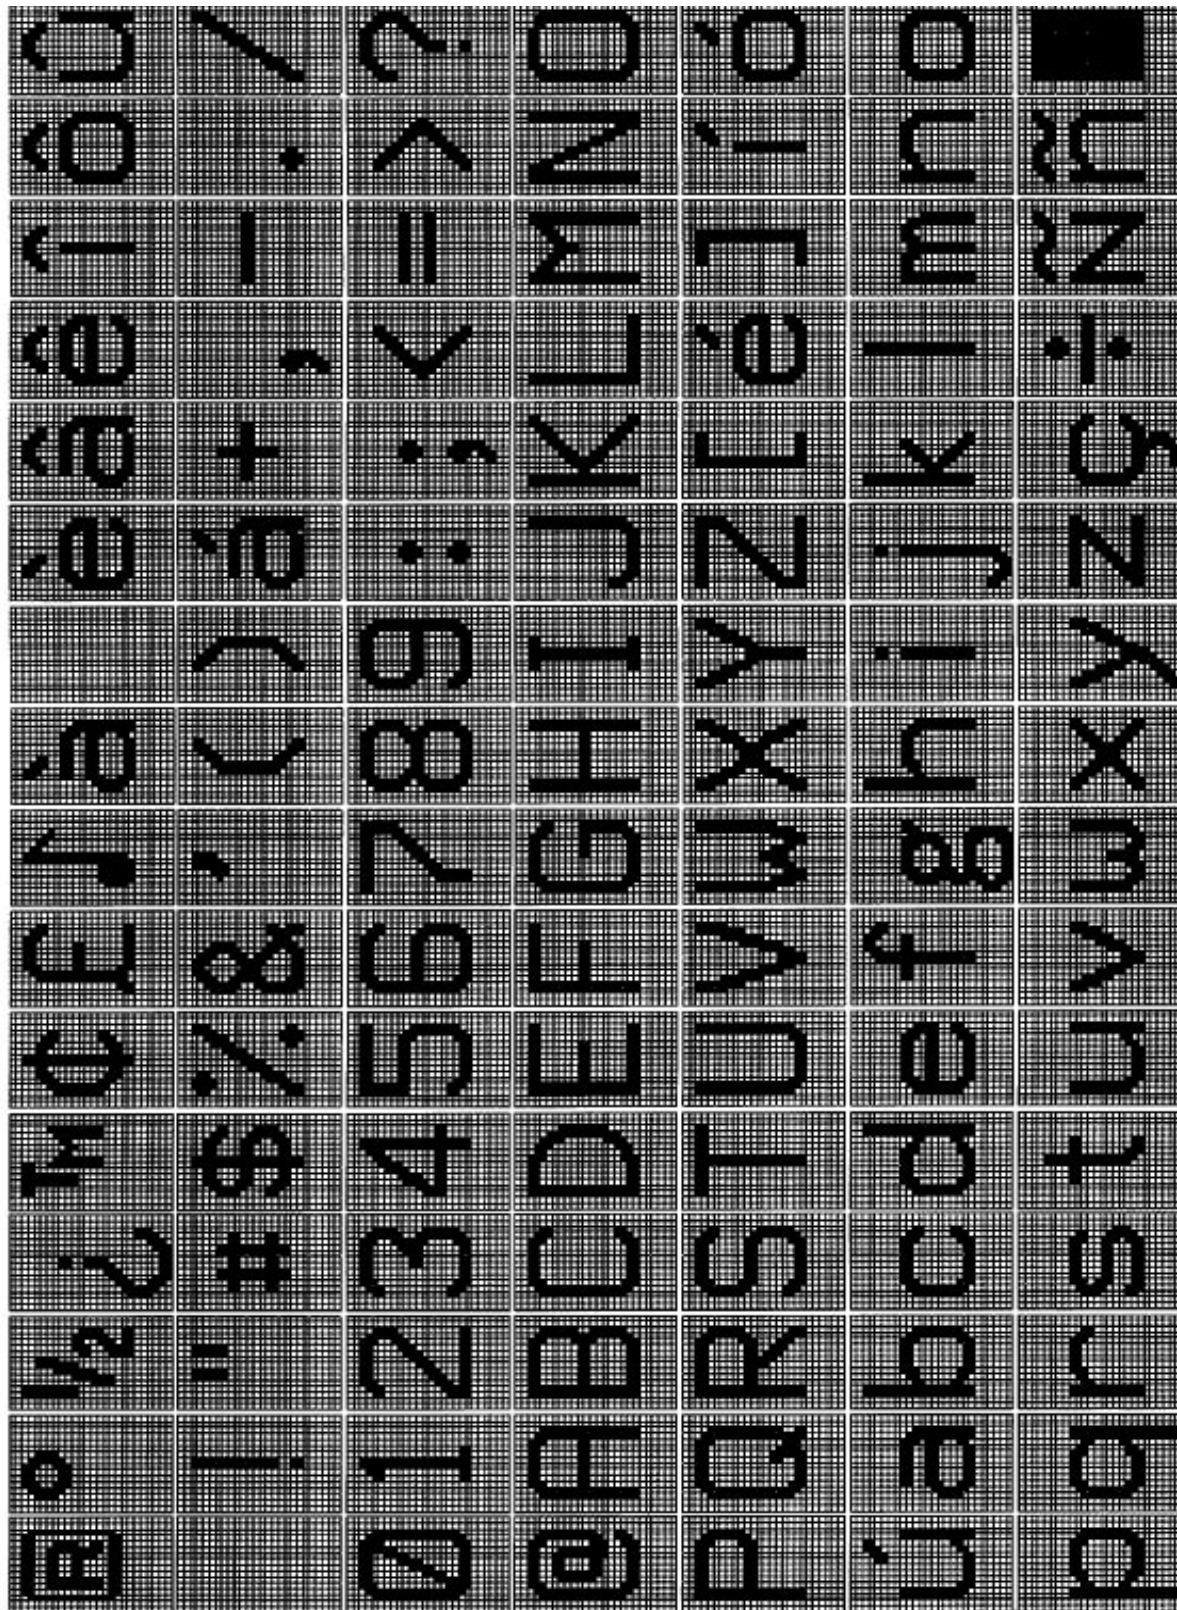 ® ° ½ ¿ ™ ¢ £ ♪ à è â ê î ô û
! " # $ % & ' ( ) á + , - . /
0 1 2 3 4 5 6 7 8 9 : ; < = > ?
@ A B C D E F G H I J K L M N O
P Q R S T U V W X Y Z [ é ] í ó
ú a b c d e f g h i j k l m n o
p q r s t u v w x y z ç ÷ Ñ ñ █